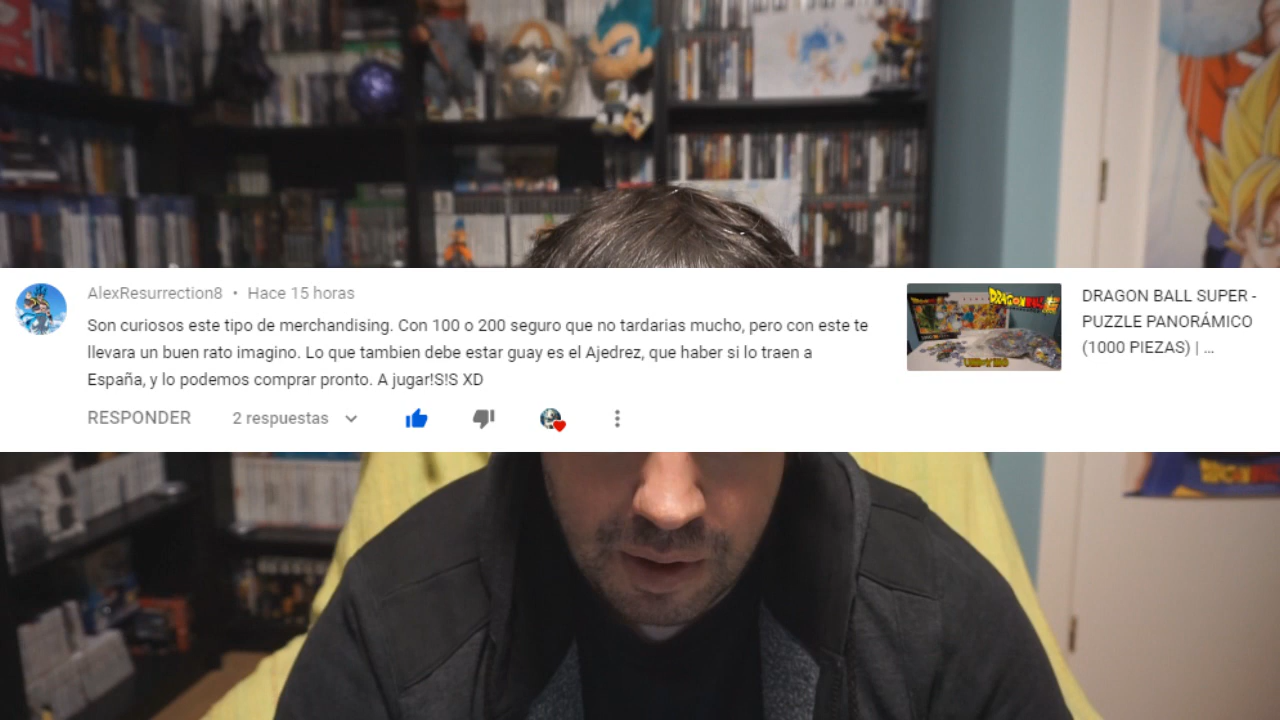 AlexResurrection8 • Hace 15 horas
Son curiosos este tipo de merchandising. Con 100 o 200 seguro que no tardarias mucho, pero con este te
llevara un buen rato imagino. Lo que tambien debe estar guay es el Ajedrez, que haber si lo traen a
España, y lo podemos comprar pronto. A jugar!S!S XD
RESPONDER 2 respuestas
DRAGON BALL SUPER -
PUZZLE PANORÁMICO
(1000 PIEZAS) | ...